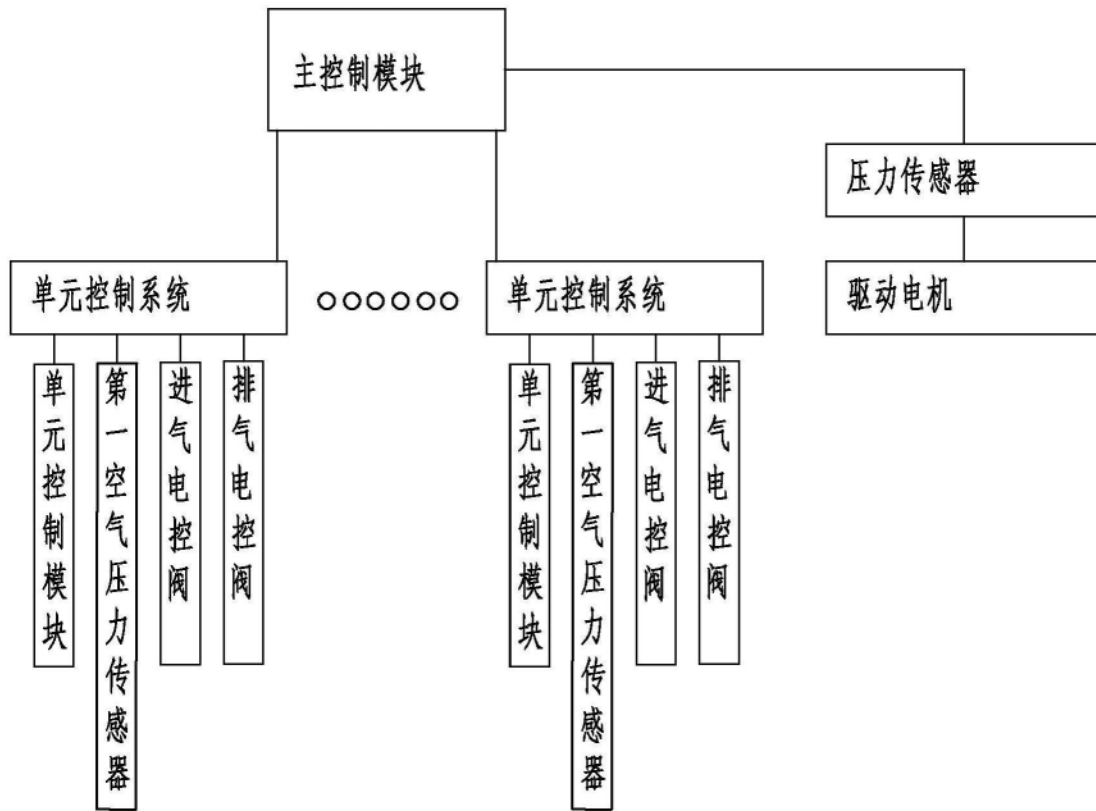 主控制模块
压力传感器
单元控制系统
单元控制系统
驱动电机
单元控制模块
第一空气压力传感器
进气电控阀
排气电控阀
单元控制模块
第一空气压力传感器
进气电控阀
排气电控阀